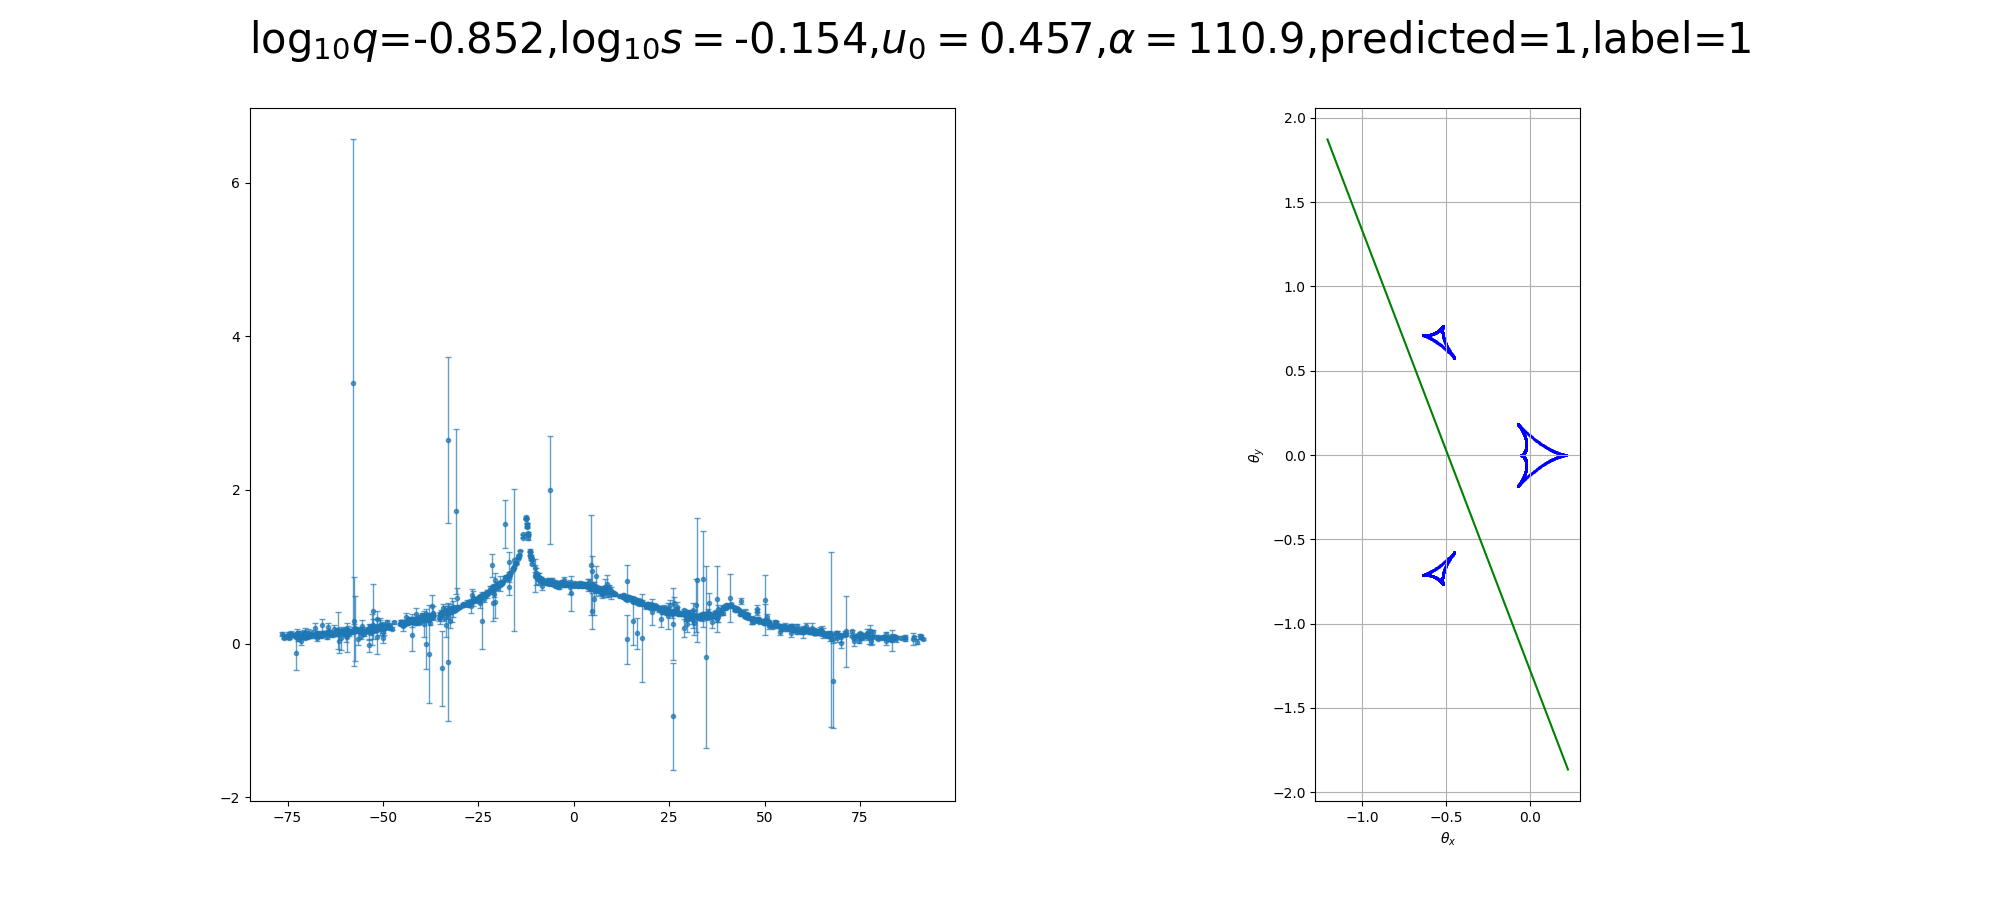 log₁₀q=-0.852,log₁₀s = -0.154,u₀ = 0.457,α = 110.9,predicted=1,label=1
6
4
2
0
−2
−75 −50 −25 0 25 50 75
2.0
1.5
1.0
0.5
0.0
−0.5
−1.0
−1.5
−2.0
θy
−1.0 −0.5 0.0
θx